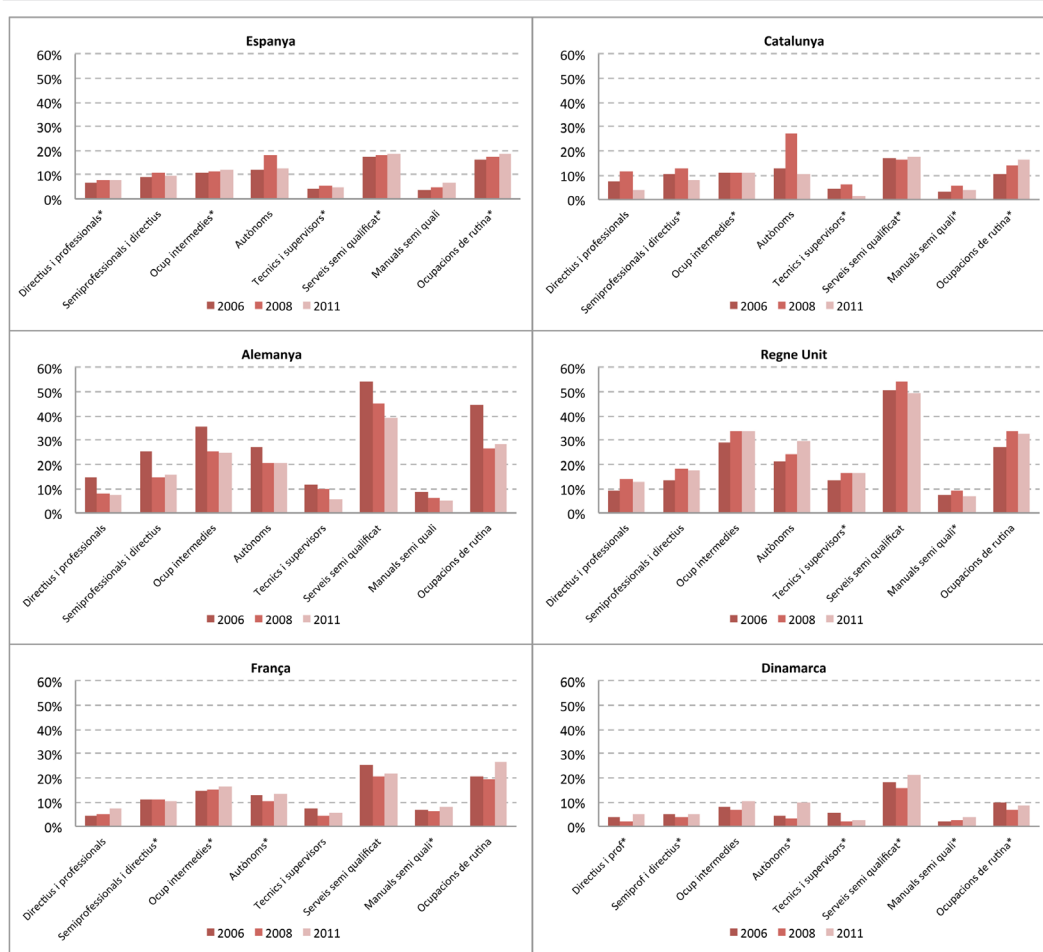 Espanya
60%
50%
40%
30%
20%
10%
0%
Directius i professionals*
Semiprofessionals i directius
Ocup intermedies*
Autònoms
Tecnics i supervisors*
Serveis semi qualificat*
Manuals semi quali
Ocupacions de rutina*
2006 2008 2011
Catalunya
60%
50%
40%
30%
20%
10%
0%
Directius i professionals
Semiprofessionals i directius*
Ocup intermedies*
Autònoms
Tecnics i supervisors*
Serveis semi qualificat*
Manuals semi quali*
Ocupacions de rutina*
2006 2008 2011
Alemanya
60%
50%
40%
30%
20%
10%
0%
Directius i professionals
Semiprofessionals i directius
Ocup intermedies
Autònoms
Tecnics i supervisors
Serveis semi qualificat
Manuals semi quali
Ocupacions de rutina
2006 2008 2011
Regne Unit
60%
50%
40%
30%
20%
10%
0%
Directius i professionals
Semiprofessionals i directius
Ocup intermedies
Autònoms
Tecnics i supervisors*
Serveis semi qualificat
Manuals semi quali*
Ocupacions de rutina
2006 2008 2011
França
60%
50%
40%
30%
20%
10%
0%
Directius i professionals
Semiprofessionals i directius*
Ocup intermedies*
Autònoms*
Tecnics i supervisors
Serveis semi qualificat
Manuals semi quali*
Ocupacions de rutina
2006 2008 2011
Dinamarca
60%
50%
40%
30%
20%
10%
0%
Directius i prof*
Semiprof i directius*
Ocup intermedies
Autònoms*
Tecnics i supervisors*
Serveis semi qualificat*
Manuals semi quali*
Ocupacions de rutina*
2006 2008 2011